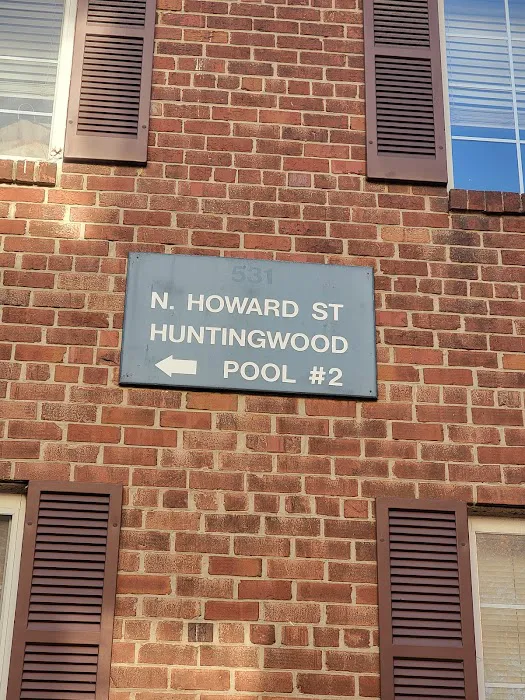 531
N. HOWARD ST
HUNTINGWOOD
POOL #2